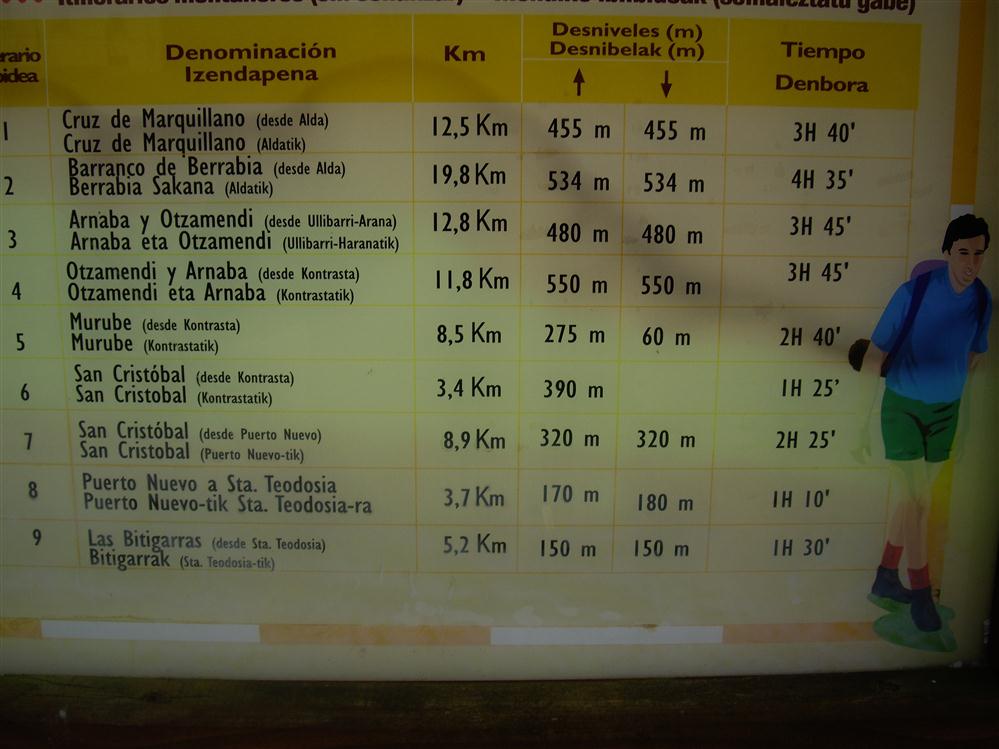 Itinerarios montañeros mendiko ibilbideak (seinaleztatu gabe)
Denominación
Izendapena
Km
Desniveles (m)
Desnibelak (m)
↑ ↓
Tiempo
Denbora
1 Cruz de Marquillano (desde Alda)
Cruz de Marquillano (Aldatik)
12,5 Km 455 m 455 m 3H 40'
2 Barranco de Berrabia (desde Alda)
Berrabia Sakana (Aldatik)
19,8 Km 534 m 534 m 4H 35'
3 Arnaba y Otzamendi (desde Ullibarri-Arana)
Arnaba eta Otzamendi (Ullibarri-Haranatik)
12,8 Km 480 m 480 m 3H 45'
4 Otzamendi y Arnaba (desde Kontrasta)
Otzamendi eta Arnaba (Kontrastatik)
11,8 Km 550 m 550 m 3H 45'
5 Murube (desde Kontrasta)
Murube (Kontrastatik)
8,5 Km 275 m 60 m 2H 40'
6 San Cristóbal (desde Kontrasta)
San Cristobal (Kontrastatik)
3,4 Km 390 m 1H 25'
7 San Cristóbal (desde Puerto Nuevo)
San Cristobal (Puerto Nuevo-tik)
8,9 Km 320 m 320 m 2H 25'
8 Puerto Nuevo a Sta. Teodosia
Puerto Nuevo-tik Sta. Teodosia-ra
3,7 Km 170 m 180 m 1H 10'
9 Las Bitigarras (desde Sta. Teodosia)
Bitigarrak (Sta. Teodosia-tik)
5,2 Km 150 m 150 m 1H 30'